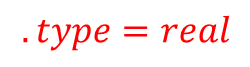 .type = real